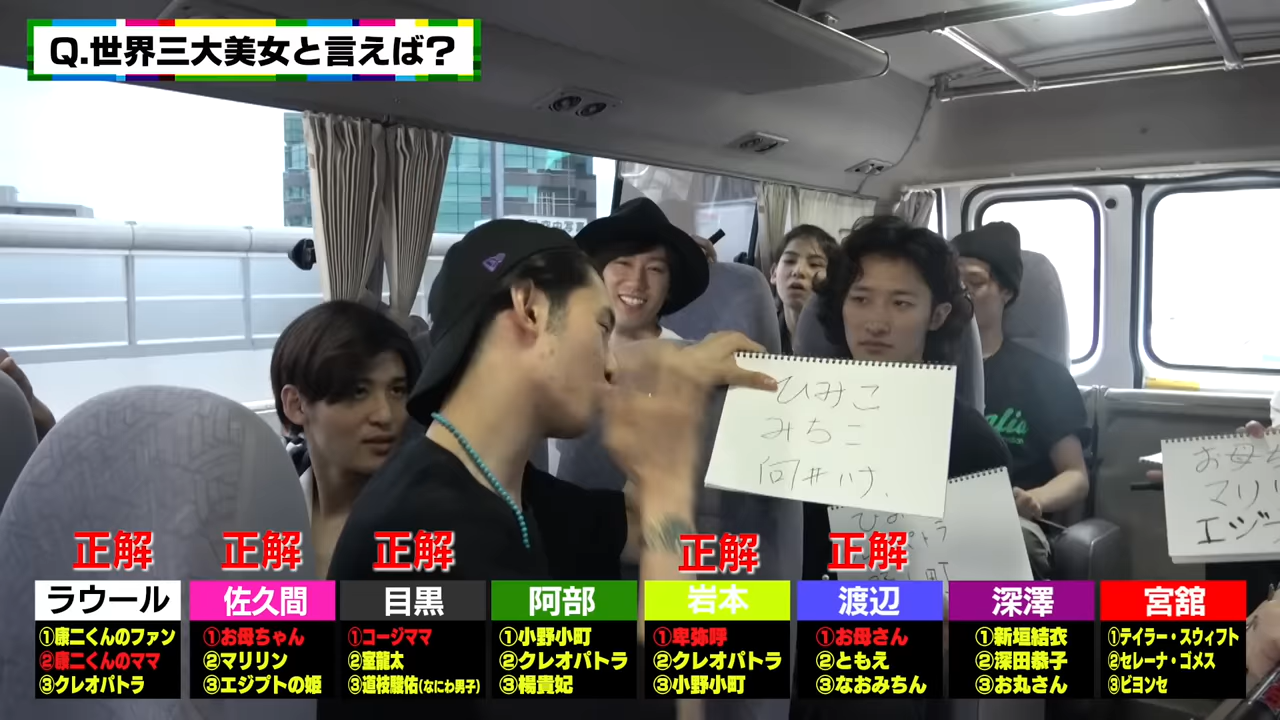 Q.世界三大美女と言えば？
ひみこ
みちこ
マリリ
エジ
正解
正解
正解
正解
正解
ラウール
①康二くんのファン
②康二くんのママ
③クレオパトラ
佐久間
①お母ちゃん
②マリリン
③エジプトの姫
目黒
①コージママ
②室龍太
③道枝駿佑(なにわ男子)
阿部
①小野小町
②クレオパトラ
③楊貴妃
岩本
①卑弥呼
②クレオパトラ
③小野小町
渡辺
①お母さん
②ともえ
③なおみちん
深澤
①新垣結衣
②深田恭子
③お丸さん
宮舘
①テイラー・スウィフト
②セレーナ・ゴメス
③ビヨンセ